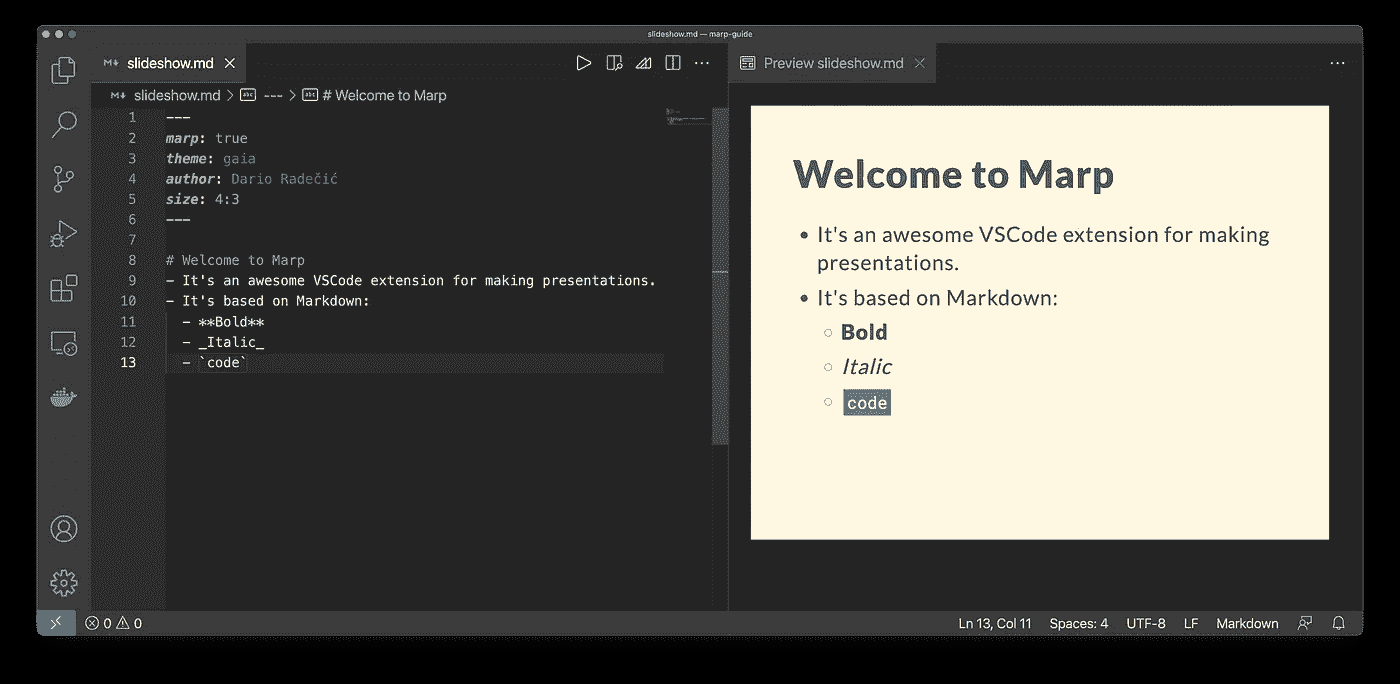 slideshow.md — marp-guide
slideshow.md
Preview slideshow.md
slideshow.md > --- > # Welcome to Marp
1 ---
2 marp: true
3 theme: gaia
4 author: Dario Radečić
5 size: 4:3
6 ---
7
8 # Welcome to Marp
9 - It's an awesome VSCode extension for making presentations.
10 - It's based on Markdown:
11   - **Bold**
12   - _Italic_
13   - `code`
Welcome to Marp
• It's an awesome VSCode extension for making
presentations.
• It's based on Markdown:
○ Bold
○ Italic
○ code
0 0
Ln 13, Col 11 Spaces: 4 UTF-8 LF Markdown